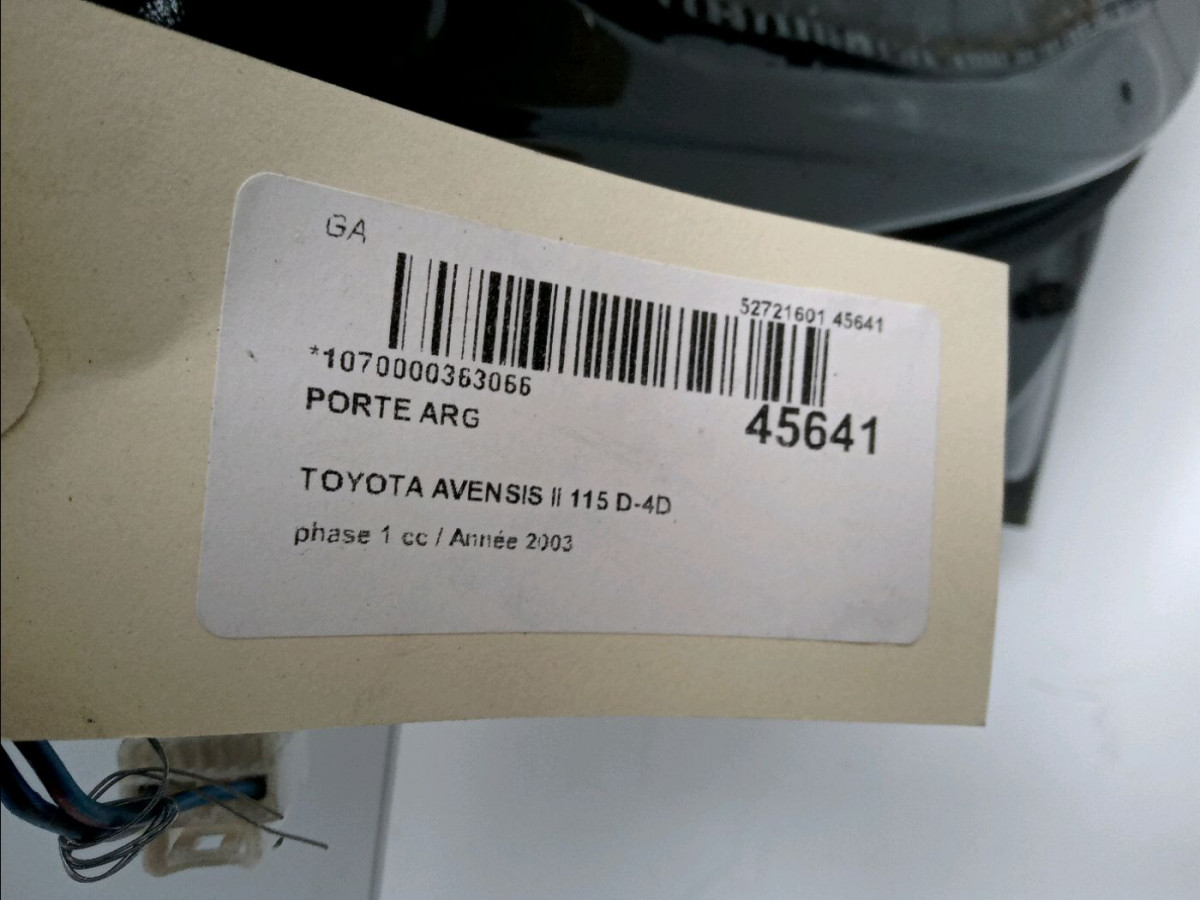 GA
52721601 45641
*1070000363066
PORTE ARG
45641
TOYOTA AVENSIS II 115 D-4D
phase 1 cc / Année 2003